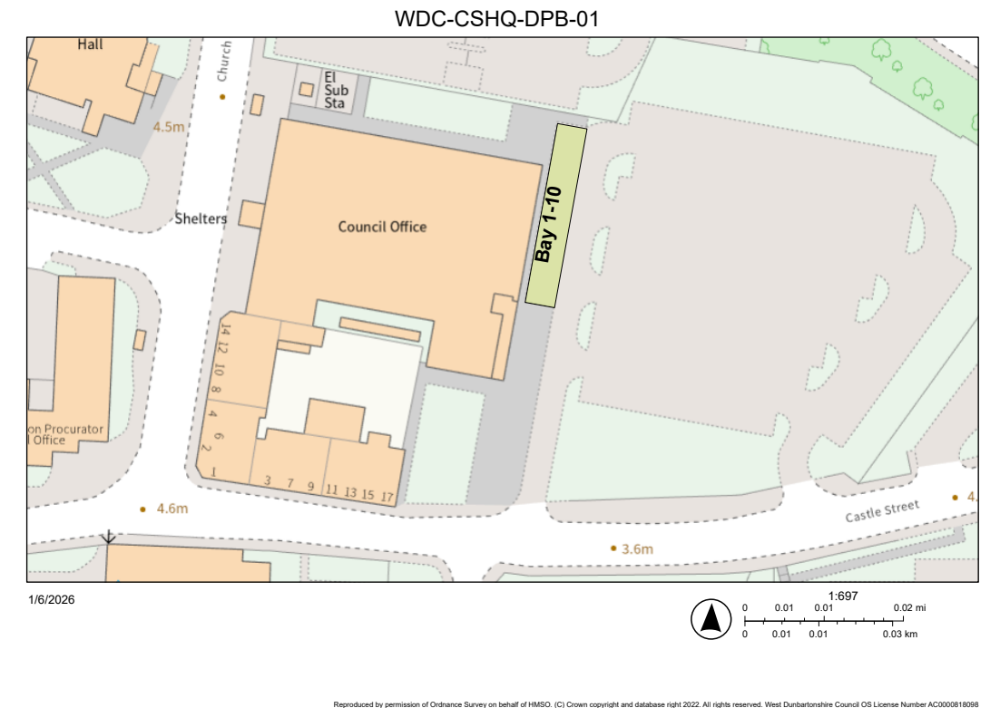 WDC-CSHQ-DPB-01
Hall
Church
El
Sub
Sta
4.5m
Shelters
Council Office
Bay 1-10
14
12
10
8
4
6
2
1
3
7
9
11
13
15
17
on Procurator
l Office
4.6m
3.6m
Castle Street
4.
1/6/2026
1:697
0
0.01
0.01
0.02 mi
0
0.01
0.01
0.03 km
Reproduced by permission of Ordnance Survey on behalf of HMSO. (C) Crown copyright and database right 2022. All rights reserved. West Dunbartonshire Council OS License Number AC0000818098